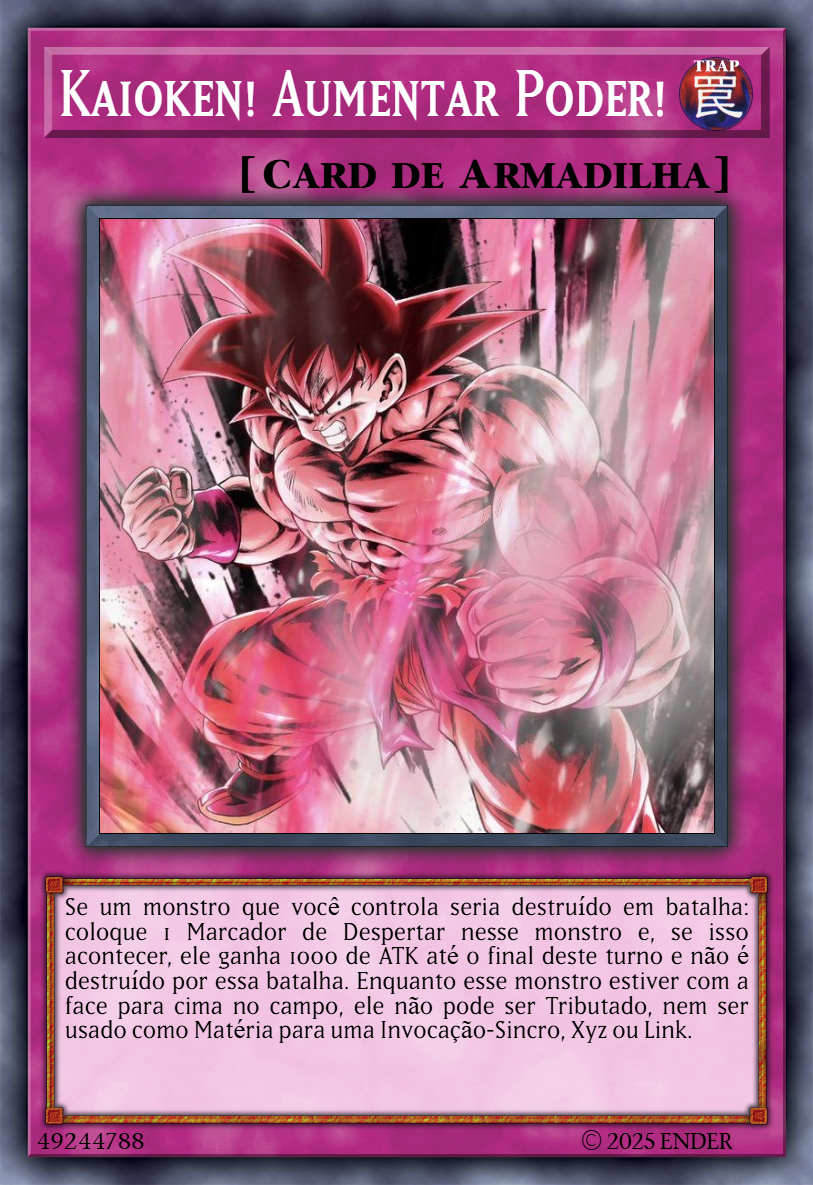 Kaioken! Aumentar Poder!
TRAP
罠
[Card de Armadilha]
Se um monstro que você controla seria destruído em batalha:
coloque 1 Marcador de Despertar nesse monstro e, se isso
acontecer, ele ganha 1000 de ATK até o final deste turno e não é
destruído por essa batalha. Enquanto esse monstro estiver com a
face para cima no campo, ele não pode ser Tributado, nem ser
usado como Matéria para uma Invocação-Sincro, Xyz ou Link.
49244788
© 2025 ENDER